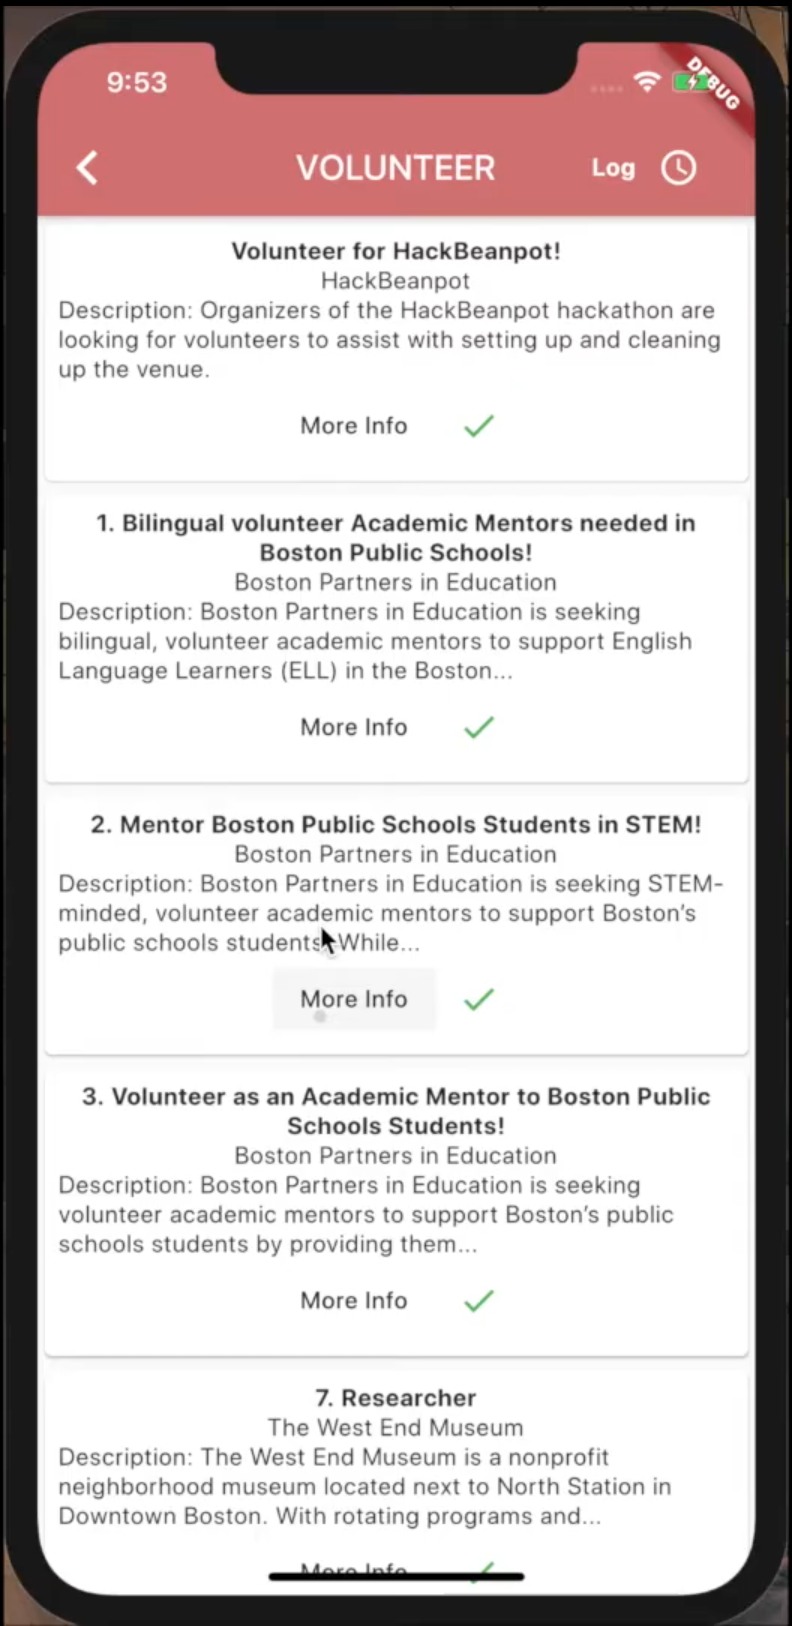 9:53
DEBUG
VOLUNTEER
Log
Volunteer for HackBeanpot!
HackBeanpot
Description: Organizers of the HackBeanpot hackathon are
looking for volunteers to assist with setting up and cleaning
up the venue.
More Info
1. Bilingual volunteer Academic Mentors needed in
Boston Public Schools!
Boston Partners in Education
Description: Boston Partners in Education is seeking
bilingual, volunteer academic mentors to support English
Language Learners (ELL) in the Boston...
More Info
2. Mentor Boston Public Schools Students in STEM!
Boston Partners in Education
Description: Boston Partners in Education is seeking STEM-
minded, volunteer academic mentors to support Boston's
public schools students. While...
More Info
3. Volunteer as an Academic Mentor to Boston Public
Schools Students!
Boston Partners in Education
Description: Boston Partners in Education is seeking
volunteer academic mentors to support Boston's public
schools students by providing them...
More Info
7. Researcher
The West End Museum
Description: The West End Museum is a nonprofit
neighborhood museum located next to North Station in
Downtown Boston. With rotating programs and...
More Info